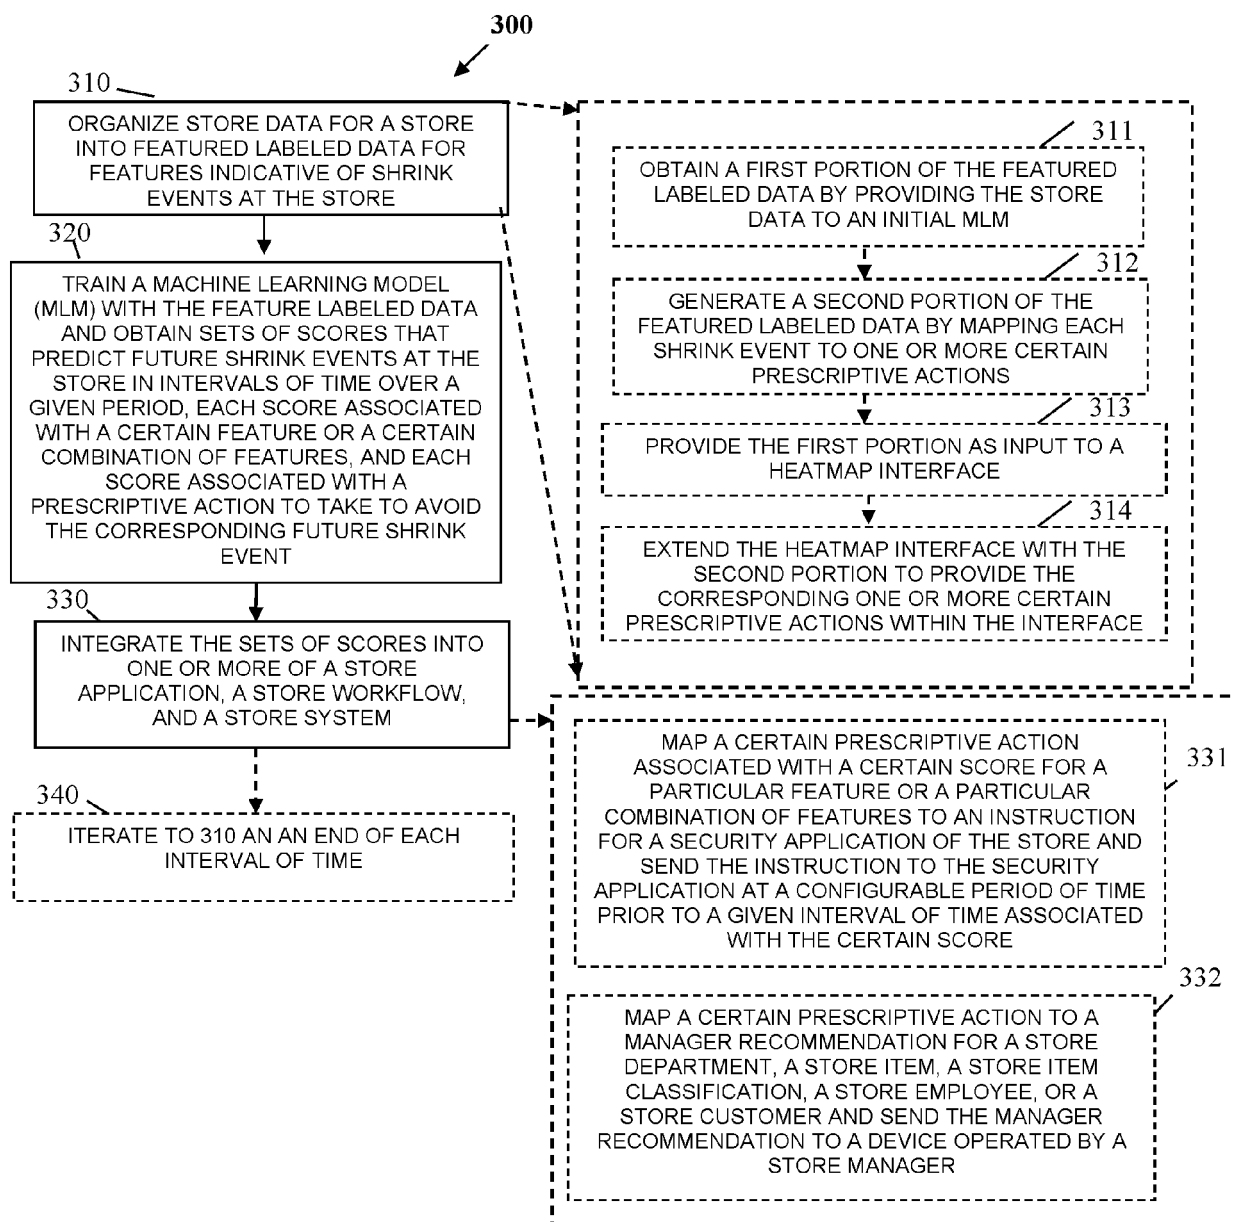 300
310
ORGANIZE STORE DATA FOR A STORE
INTO FEATURED LABELED DATA FOR
FEATURES INDICATIVE OF SHRINK
EVENTS AT THE STORE
320
TRAIN A MACHINE LEARNING MODEL
(MLM) WITH THE FEATURE LABELED DATA
AND OBTAIN SETS OF SCORES THAT
PREDICT FUTURE SHRINK EVENTS AT THE
STORE IN INTERVALS OF TIME OVER A
GIVEN PERIOD, EACH SCORE ASSOCIATED
WITH A CERTAIN FEATURE OR A CERTAIN
COMBINATION OF FEATURES, AND EACH
SCORE ASSOCIATED WITH A
PRESCRIPTIVE ACTION TO TAKE TO AVOID
THE CORRESPONDING FUTURE SHRINK
EVENT
330
INTEGRATE THE SETS OF SCORES INTO
ONE OR MORE OF A STORE
APPLICATION, A STORE WORKFLOW,
AND A STORE SYSTEM
340
ITERATE TO 310 AN AN END OF EACH
INTERVAL OF TIME
311
OBTAIN A FIRST PORTION OF THE FEATURED
LABELED DATA BY PROVIDING THE STORE
DATA TO AN INITIAL MLM
312
GENERATE A SECOND PORTION OF THE
FEATURED LABELED DATA BY MAPPING EACH
SHRINK EVENT TO ONE OR MORE CERTAIN
PRESCRIPTIVE ACTIONS
313
PROVIDE THE FIRST PORTION AS INPUT TO A
HEATMAP INTERFACE
314
EXTEND THE HEATMAP INTERFACE WITH THE
SECOND PORTION TO PROVIDE THE
CORRESPONDING ONE OR MORE CERTAIN
PRESCRIPTIVE ACTIONS WITHIN THE INTERFACE
331
MAP A CERTAIN PRESCRIPTIVE ACTION
ASSOCIATED WITH A CERTAIN SCORE FOR A
PARTICULAR FEATURE OR A PARTICULAR
COMBINATION OF FEATURES TO AN INSTRUCTION
FOR A SECURITY APPLICATION OF THE STORE AND
SEND THE INSTRUCTION TO THE SECURITY
APPLICATION AT A CONFIGURABLE PERIOD OF TIME
PRIOR TO A GIVEN INTERVAL OF TIME ASSOCIATED
WITH THE CERTAIN SCORE
332
MAP A CERTAIN PRESCRIPTIVE ACTION TO A
MANAGER RECOMMENDATION FOR A STORE
DEPARTMENT, A STORE ITEM, A STORE ITEM
CLASSIFICATION, A STORE EMPLOYEE, OR A
STORE CUSTOMER AND SEND THE MANAGER
RECOMMENDATION TO A DEVICE OPERATED BY A
STORE MANAGER